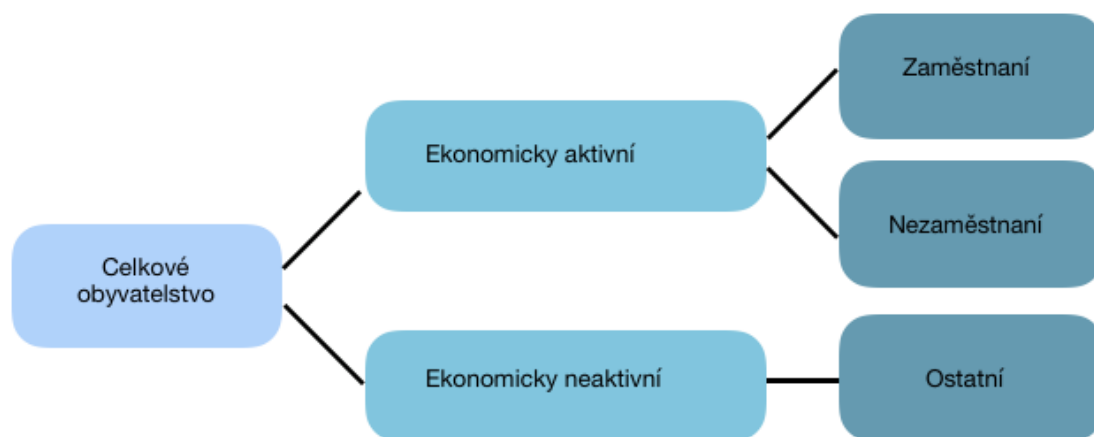 Celkové
obyvatelstvo
Ekonomicky aktivní
Zaměstnaní
Nezaměstnaní
Ekonomicky neaktivní
Ostatní